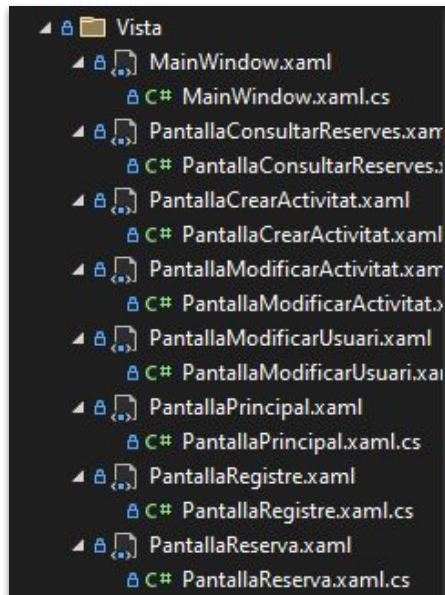 Vista
MainWindow.xaml
C# MainWindow.xaml.cs
PantallaConsultarReserves.xam
C# PantallaConsultarReserves.x
PantallaCrearActivitat.xaml
C# PantallaCrearActivitat.xaml
PantallaModificarActivitat.xam
C# PantallaModificarActivitat.x
PantallaModificarUsuari.xaml
C# PantallaModificarUsuari.xai
PantallaPrincipal.xaml
C# PantallaPrincipal.xaml.cs
PantallaRegistre.xaml
C# PantallaRegistre.xaml.cs
PantallaReserva.xaml
C# PantallaReserva.xaml.cs